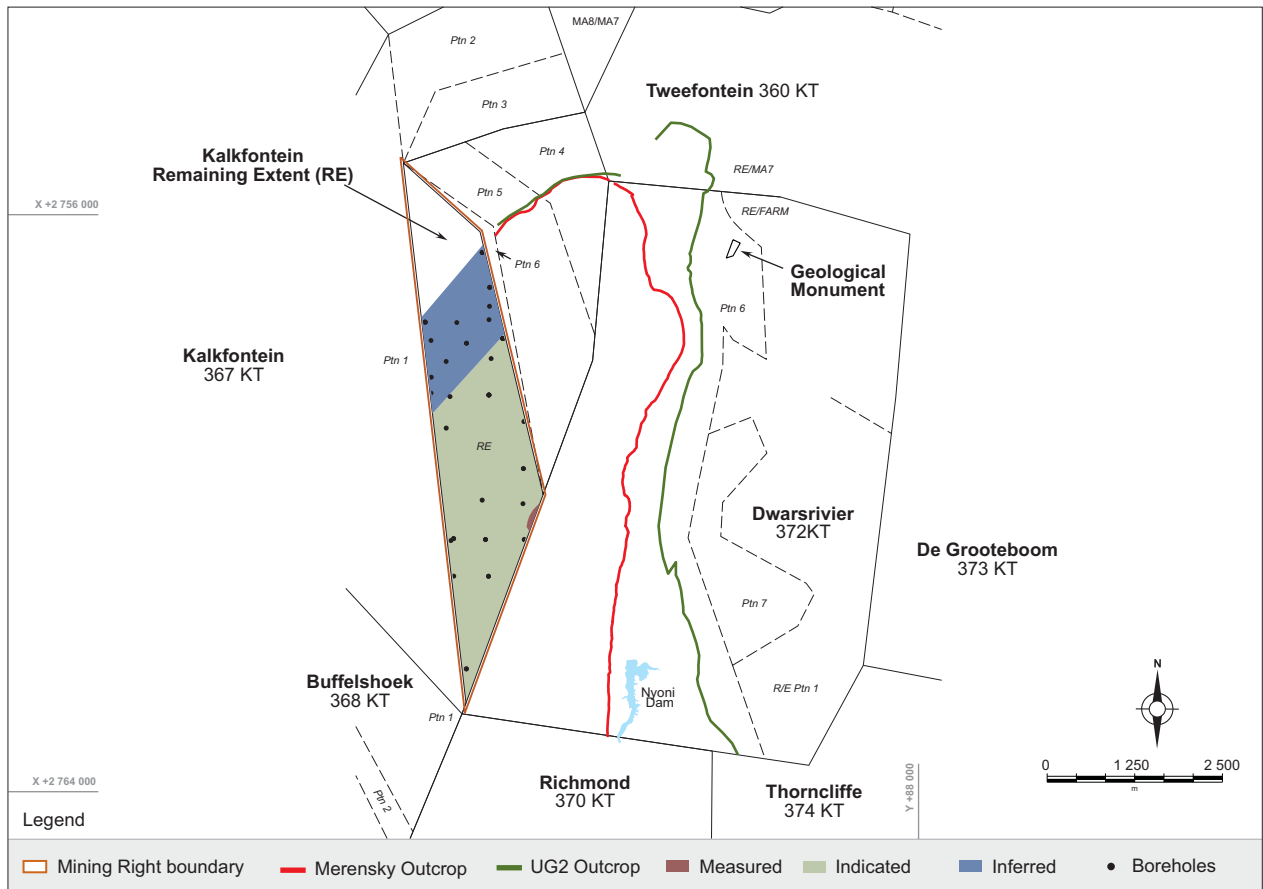 Ptn 2
MA8/MA7
Tweefontein 360 KT
Ptn 3
Kalkfontein
Remaining Extent (RE)
Ptn 4
RE/MA7
Ptn 5
X +2 756 000
RE/FARM
Ptn 6
Geological
Monument
Ptn 6
Kalkfontein
367 KT
Ptn 1
RE
Dwarsrivier
372KT
De Grooteboom
373 KT
Ptn 7
Buffelshoek
368 KT
Ptn 1
Nyoni
Dam
R/E Ptn 1
N
X +2 764 000
Ptn 2
Richmond
370 KT
Thorncliffe
374 KT
Y +88 000
0 1 250 2 500
m
Legend
Mining Right boundary Merensky Outcrop UG2 Outcrop Measured Indicated Inferred Boreholes